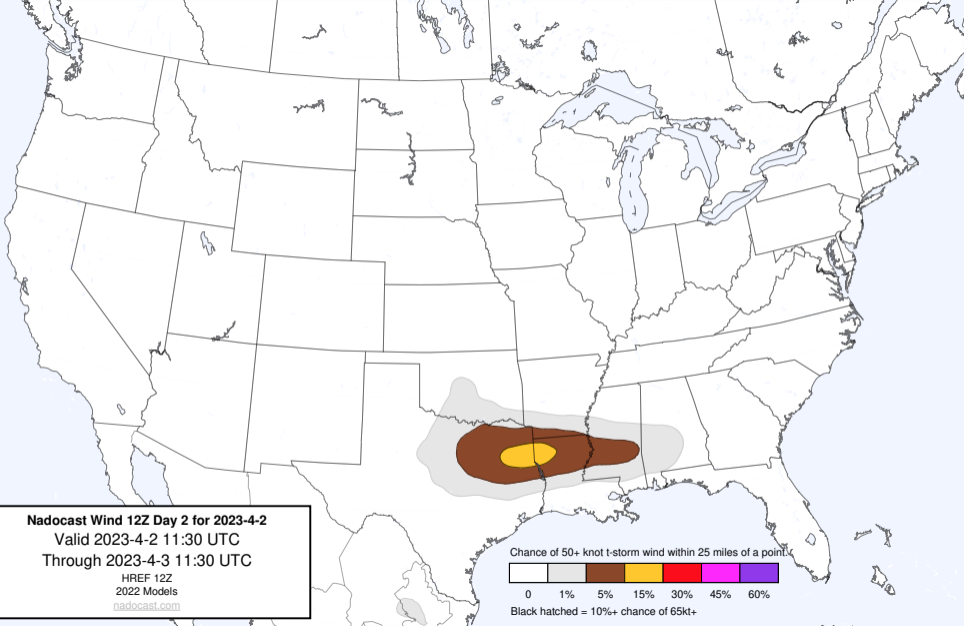 Nadocast Wind 12Z Day 2 for 2023-4-2
Valid 2023-4-2 11:30 UTC
Through 2023-4-3 11:30 UTC
HREF 12Z
2022 Models
nadocast.com
Chance of 50+ knot t-storm wind within 25 miles of a point.
0 1% 5% 15% 30% 45% 60%
Black hatched = 10%+ chance of 65kt+